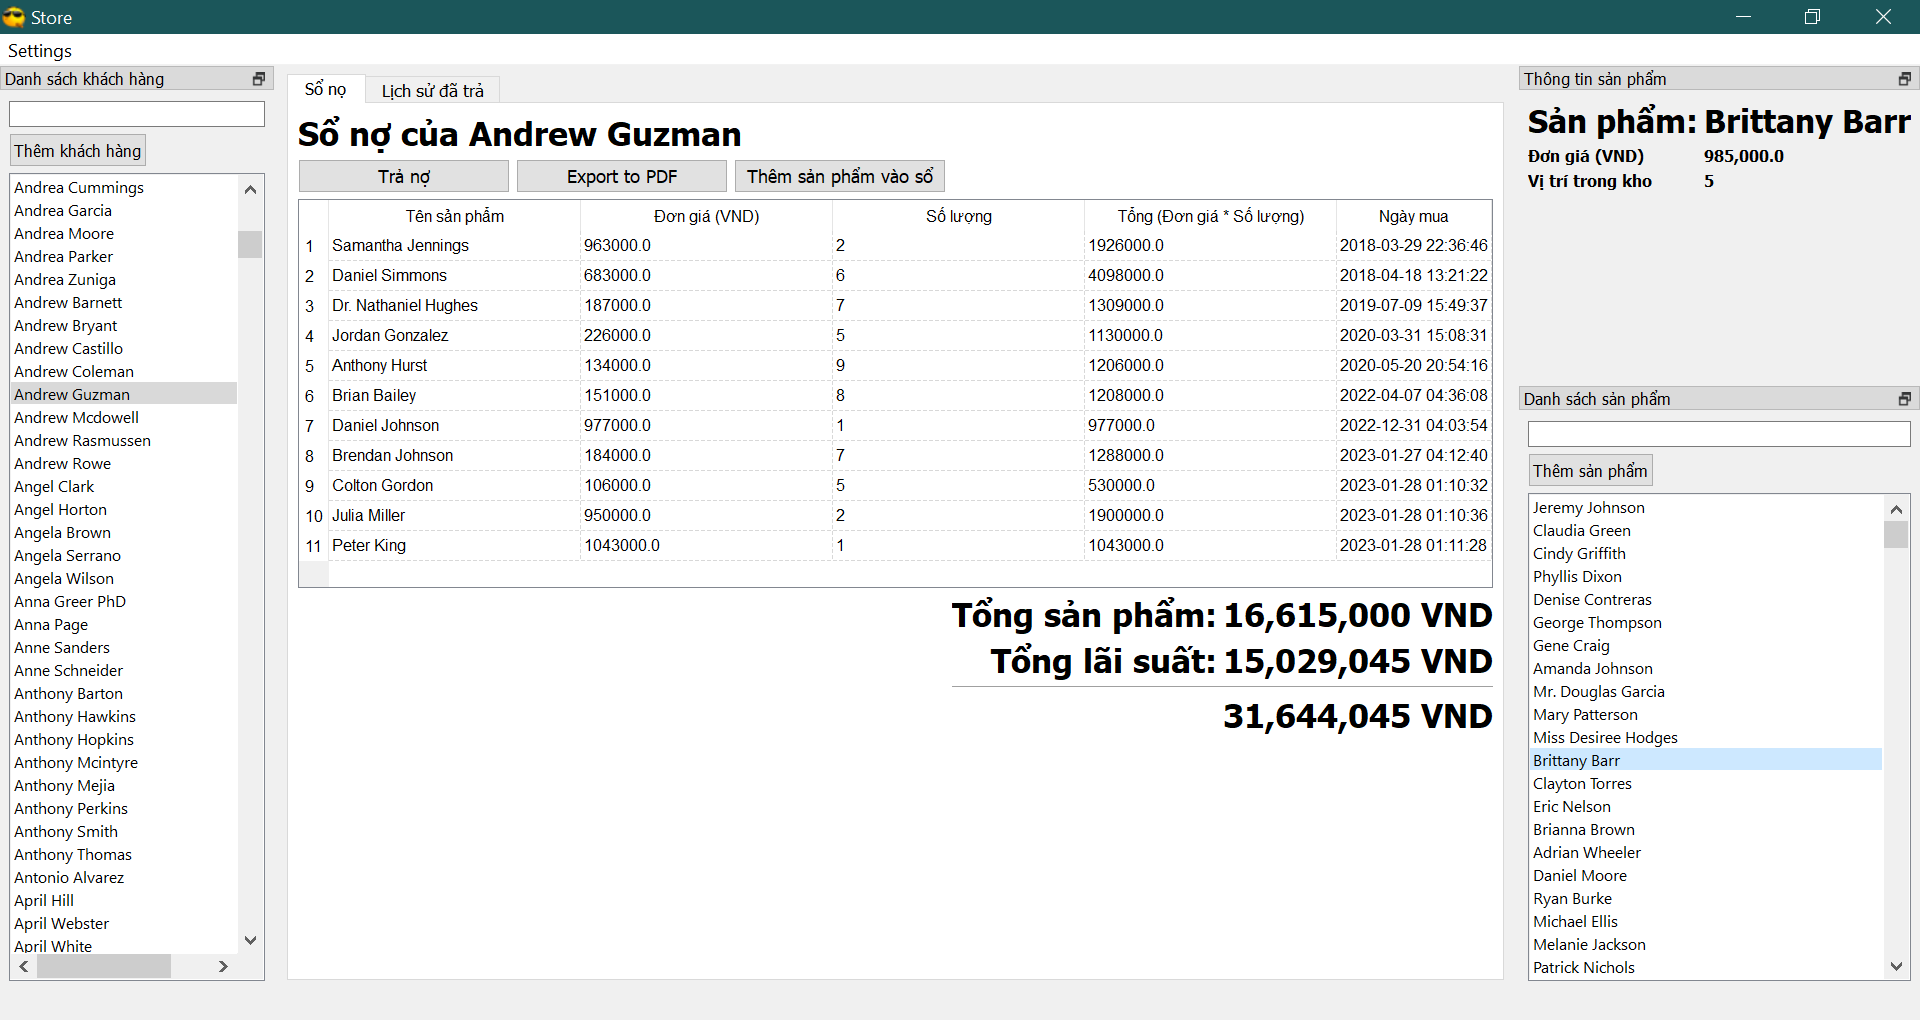 Store
Settings
Danh sách khách hàng
Thêm khách hàng
Andrea Cummings
Andrea Garcia
Andrea Moore
Andrea Parker
Andrea Zuniga
Andrew Barnett
Andrew Bryant
Andrew Castillo
Andrew Coleman
Andrew Guzman
Andrew Mcdowell
Andrew Rasmussen
Andrew Rowe
Angel Clark
Angel Horton
Angela Brown
Angela Serrano
Angela Wilson
Anna Greer PhD
Anna Page
Anne Sanders
Anne Schneider
Anthony Barton
Anthony Hawkins
Anthony Hopkins
Anthony Mcintyre
Anthony Mejia
Anthony Perkins
Anthony Smith
Anthony Thomas
Antonio Alvarez
April Hill
April Webster
April White
Sổ nợ Lịch sử đã trả
Sổ nợ của Andrew Guzman
Trả nợ Export to PDF Thêm sản phẩm vào sổ
Tên sản phẩm Đơn giá (VND) Số lượng Tổng (Đơn giá * Số lượng) Ngày mua
1 Samantha Jennings 963000.0 2 1926000.0 2018-03-29 22:36:46
2 Daniel Simmons 683000.0 6 4098000.0 2018-04-18 13:21:22
3 Dr. Nathaniel Hughes 187000.0 7 1309000.0 2019-07-09 15:49:37
4 Jordan Gonzalez 226000.0 5 1130000.0 2020-03-31 15:08:31
5 Anthony Hurst 134000.0 9 1206000.0 2020-05-20 20:54:16
6 Brian Bailey 151000.0 8 1208000.0 2022-04-07 04:36:08
7 Daniel Johnson 977000.0 1 977000.0 2022-12-31 04:03:54
8 Brendan Johnson 184000.0 7 1288000.0 2023-01-27 04:12:40
9 Colton Gordon 106000.0 5 530000.0 2023-01-28 01:10:32
10 Julia Miller 950000.0 2 1900000.0 2023-01-28 01:10:36
11 Peter King 1043000.0 1 1043000.0 2023-01-28 01:11:28
Tổng sản phẩm: 16,615,000 VND
Tổng lãi suất: 15,029,045 VND
31,644,045 VND
Thông tin sản phẩm
Sản phẩm: Brittany Barr
Đơn giá (VND) 985,000.0
Vị trí trong kho 5
Danh sách sản phẩm
Thêm sản phẩm
Jeremy Johnson
Claudia Green
Cindy Griffith
Phyllis Dixon
Denise Contreras
George Thompson
Gene Craig
Amanda Johnson
Mr. Douglas Garcia
Mary Patterson
Miss Desiree Hodges
Brittany Barr
Clayton Torres
Eric Nelson
Brianna Brown
Adrian Wheeler
Daniel Moore
Ryan Burke
Michael Ellis
Melanie Jackson
Patrick Nichols